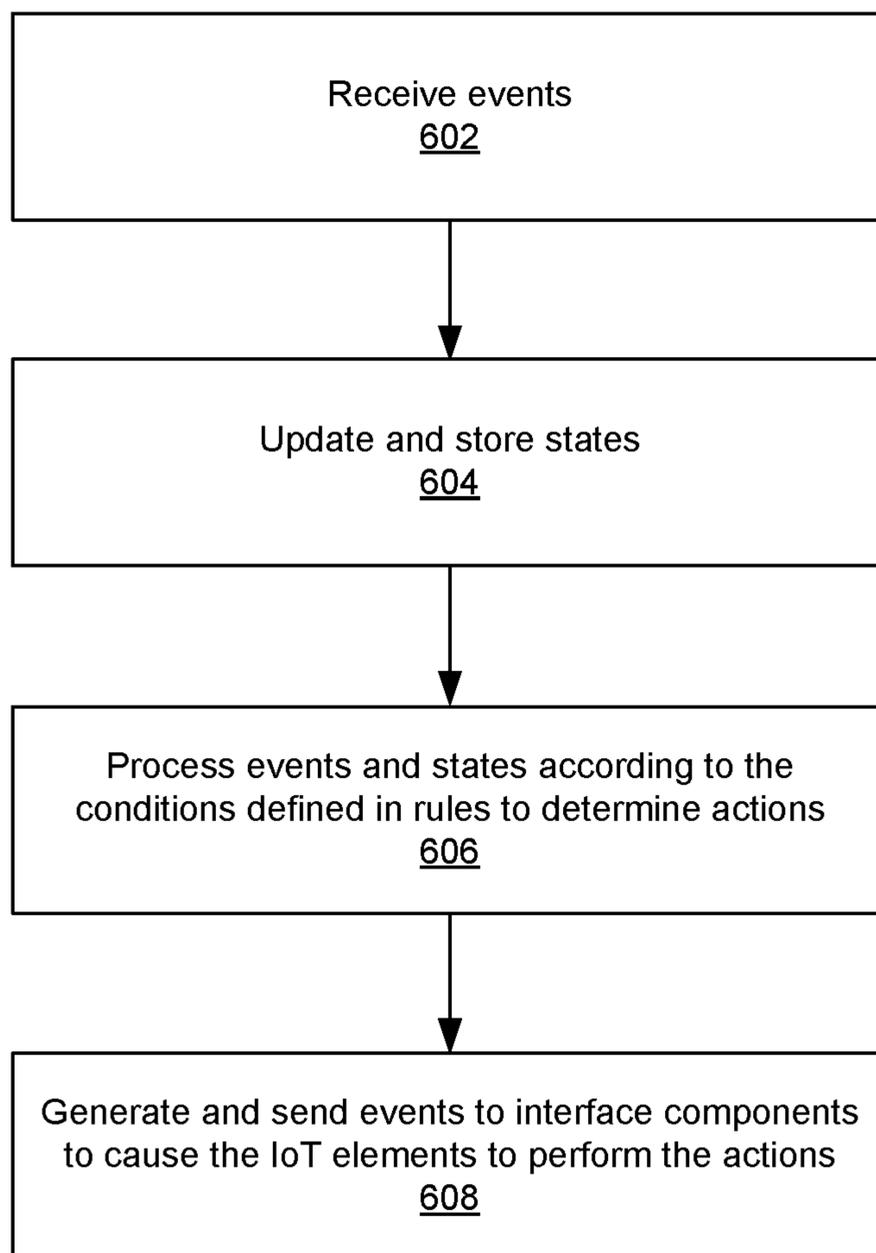 Receive events
602
Update and store states
604
Process events and states according to the
conditions defined in rules to determine actions
606
Generate and send events to interface components
to cause the IoT elements to perform the actions
608